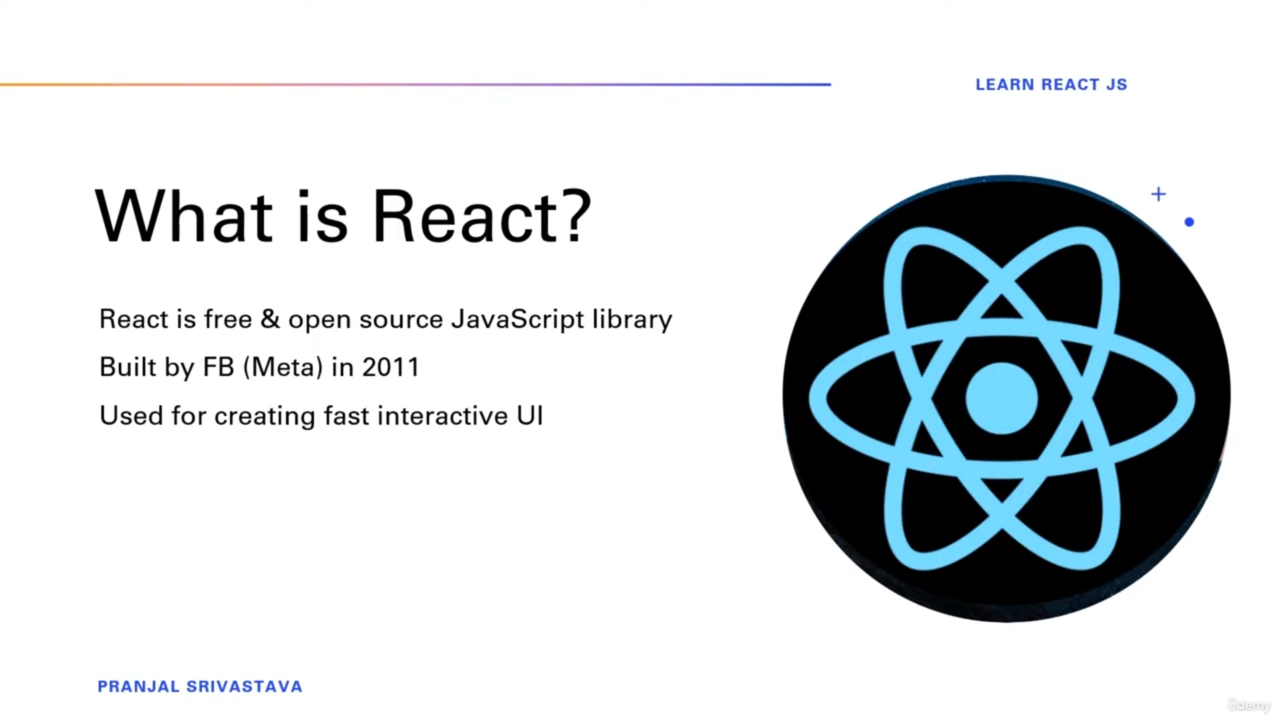 LEARN REACT JS
What is React?
React is free & open source JavaScript library
Built by FB (Meta) in 2011
Used for creating fast interactive UI
PRANJAL SRIVASTAVA
ûdemy